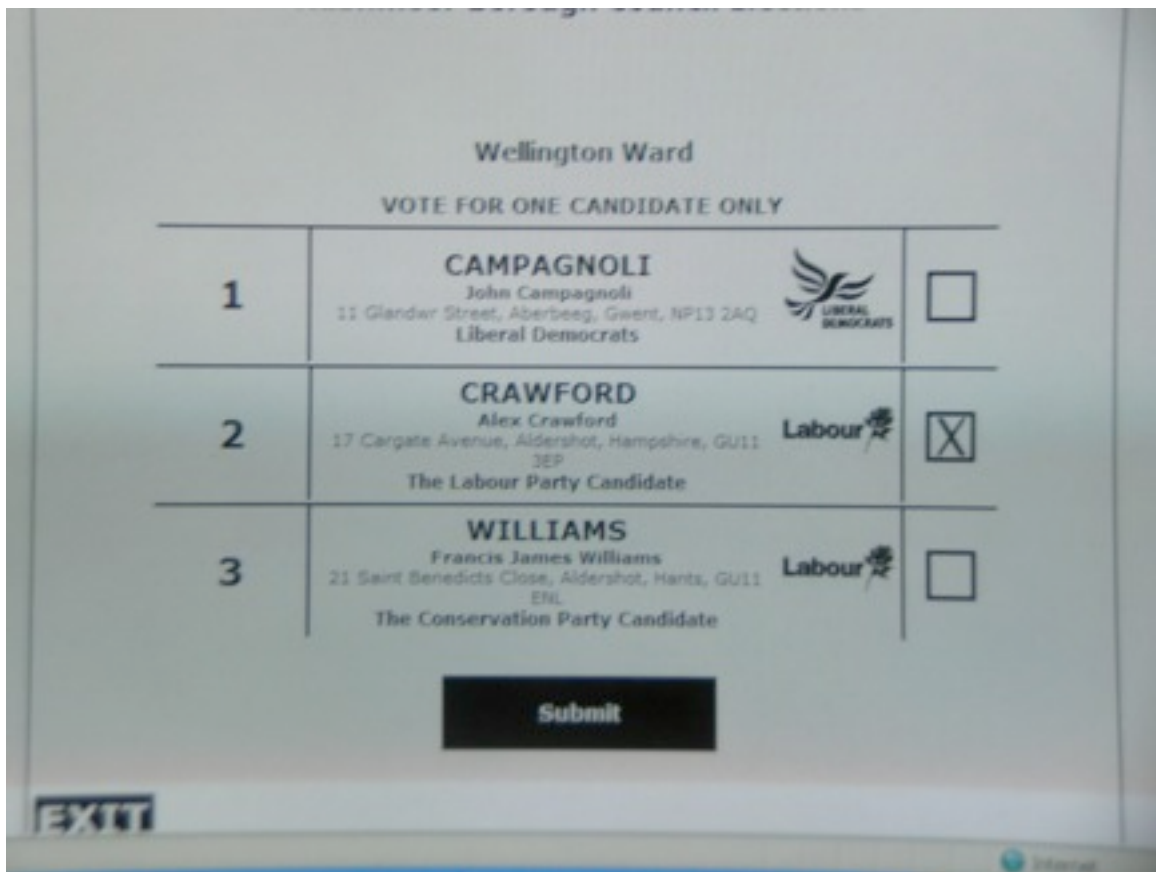 Borough Council Elections
Wellington Ward
VOTE FOR ONE CANDIDATE ONLY
1
CAMPAGNOLI
John Campagnoli
11 Glandwr Street, Aberbeeg, Gwent, NP13 2AQ
Liberal Democrats
LIBERAL
DEMOCRATS
2
CRAWFORD
Alex Crawford
17 Cargate Avenue, Aldershot, Hampshire, GU11
3EP
The Labour Party Candidate
Labour
X
3
WILLIAMS
Francis James Williams
21 Saint Benedicts Close, Aldershot, Hants, GU11
ENL
The Conservation Party Candidate
Labour
Submit
EXIT
Internet